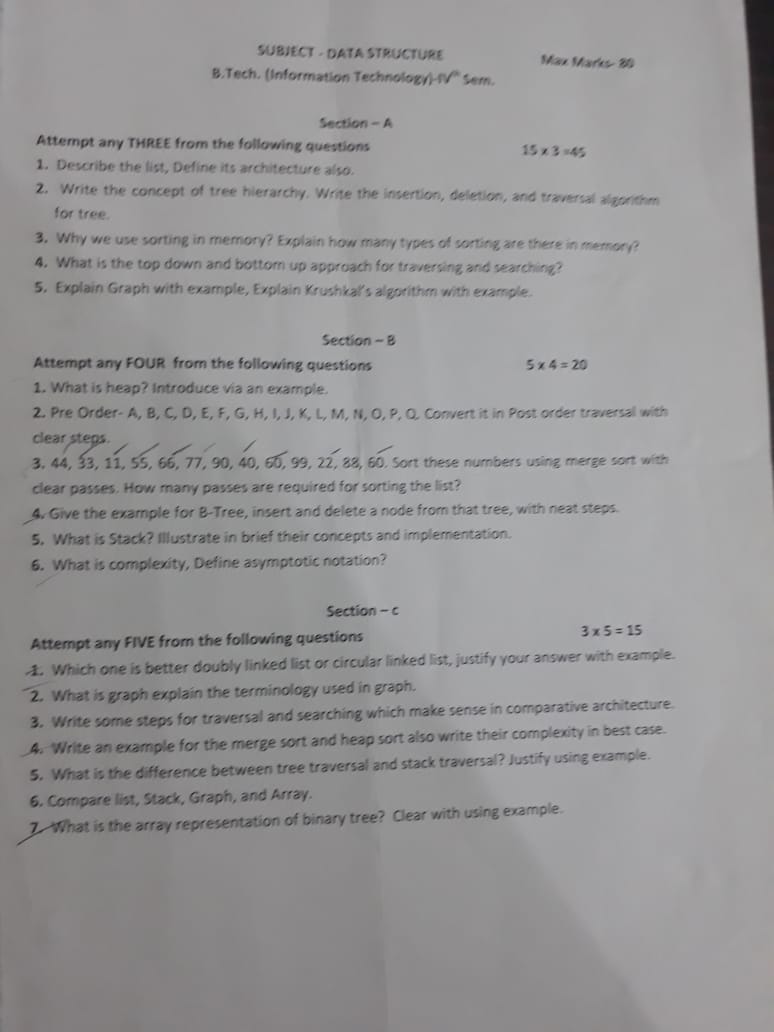 SUBJECT - DATA STRUCTURE
Max Marks- 80
B.Tech. (Information Technology)-IVth Sem.
Section – A
Attempt any THREE from the following questions 15 x 3 =45
1. Describe the list, Define its architecture also.
2. Write the concept of tree hierarchy. Write the insertion, deletion, and traversal algorithm
for tree.
3. Why we use sorting in memory? Explain how many types of sorting are there in memory?
4. What is the top down and bottom up approach for traversing and searching?
5. Explain Graph with example, Explain Krushkal's algorithm with example.
Section – B
Attempt any FOUR from the following questions 5 x 4 = 20
1. What is heap? Introduce via an example.
2. Pre Order- A, B, C, D, E, F, G, H, I, J, K, L, M, N, O, P, Q. Convert it in Post order traversal with
clear steps.
3. 44, 33, 11, 55, 66, 77, 90, 40, 60, 99, 22, 88, 60. Sort these numbers using merge sort with
clear passes. How many passes are required for sorting the list?
4. Give the example for B-Tree, insert and delete a node from that tree, with neat steps.
5. What is Stack? Illustrate in brief their concepts and implementation.
6. What is complexity, Define asymptotic notation?
Section – c
Attempt any FIVE from the following questions 3 x 5 = 15
1. Which one is better doubly linked list or circular linked list, justify your answer with example.
2. What is graph explain the terminology used in graph.
3. Write some steps for traversal and searching which make sense in comparative architecture.
4. Write an example for the merge sort and heap sort also write their complexity in best case.
5. What is the difference between tree traversal and stack traversal? Justify using example.
6. Compare list, Stack, Graph, and Array.
7. What is the array representation of binary tree? Clear with using example.